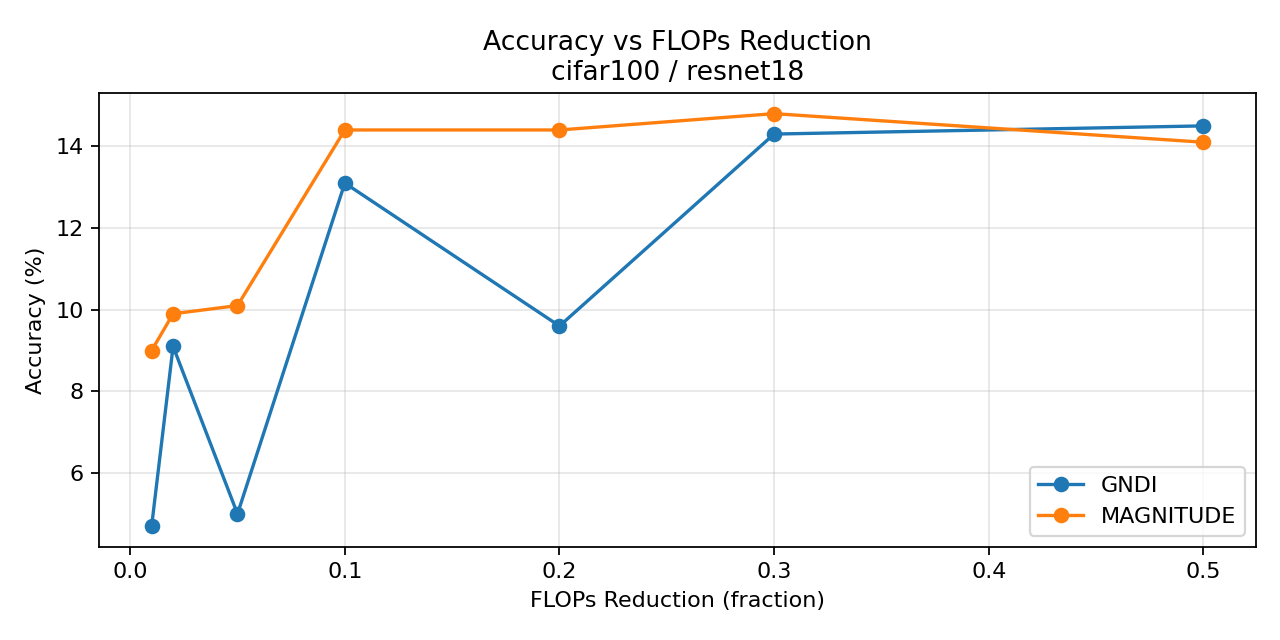 Accuracy vs FLOPs Reduction
cifar100 / resnet18
Accuracy (%)
14
12
10
8
6
0.0 0.1 0.2 0.3 0.4 0.5
FLOPs Reduction (fraction)
GNDI
MAGNITUDE